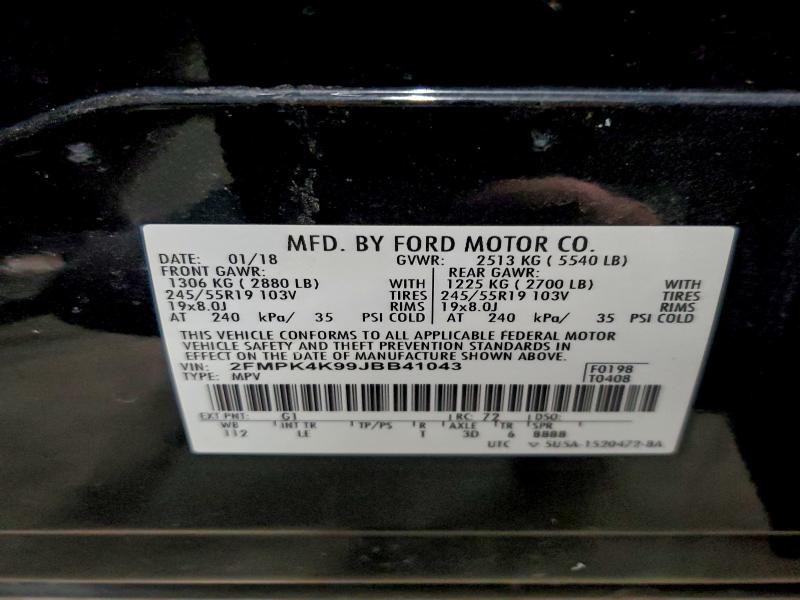 MFD. BY FORD MOTOR CO.
DATE: 01/18 GVWR: 2513 KG ( 5540 LB)
FRONT GAWR: REAR GAWR:
1306 KG ( 2880 LB) WITH 1225 KG ( 2700 LB) WITH
245/55R19 103V TIRES 245/55R19 103V TIRES
19x8.0J RIMS 19x8.0J RIMS
AT 240 kPa/ 35 PSI COLD AT 240 kPa/ 35 PSI COLD
THIS VEHICLE CONFORMS TO ALL APPLICABLE FEDERAL MOTOR
VEHICLE SAFETY AND THEFT PREVENTION STANDARDS IN
EFFECT ON THE DATE OF MANUFACTURE SHOWN ABOVE.
VIN: 2FMPK4K99JBB41043 F0198
TYPE: MPV T0408
EXT PNT: G1 RC: 72 DSO:
WB INT TR TP/PS R AXLE TR SPR
112 LE T 3D 6 8888
UTC 5U5A-1520472-8A